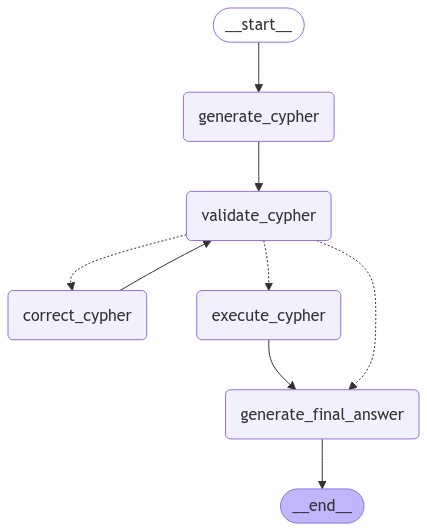 __start__
generate_cypher
validate_cypher
correct_cypher
execute_cypher
generate_final_answer
__end__